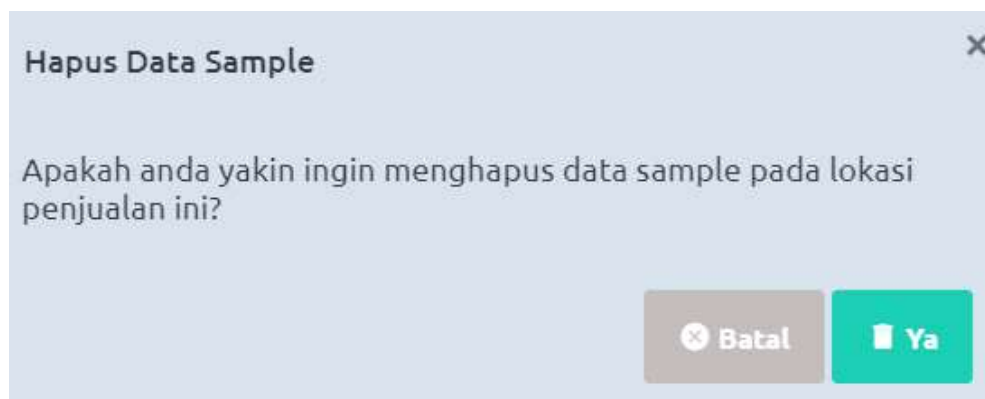 Hapus Data Sample
Apakah anda yakin ingin menghapus data sample pada lokasi
penjualan ini?
Batal
Ya